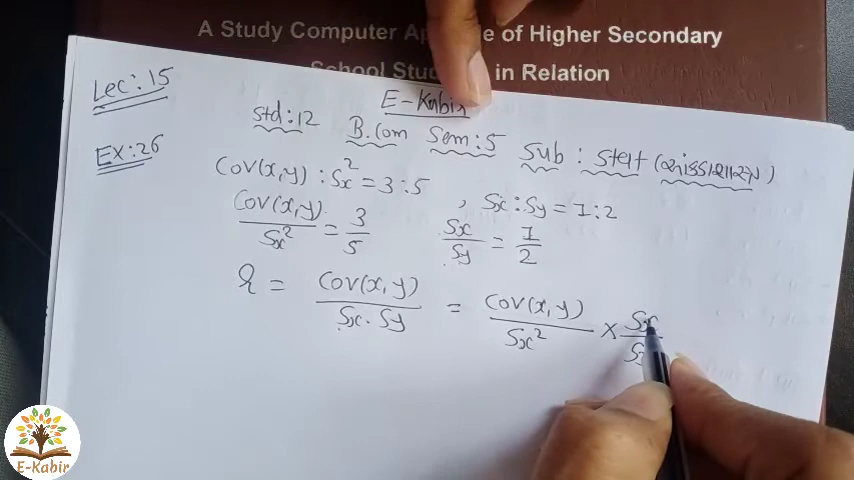 A Study Computer Ap e of Higher Secondary
School Stu in Relation
Lec: 15
E-Kabir
Std: 12 B.Com Sem: 5 Sub: Stat (આંકડાશાસ્ત્ર)
Ex: 26
Cov(x,y) : Sx² = 3:5 , Sx : Sy = 1:2
Cov(x,y) / Sx² = 3/5 Sx/Sy = 1/2
r = Cov(x,y) / Sx.Sy = Cov(x,y) / Sx² × Sx / S
E-Kabir